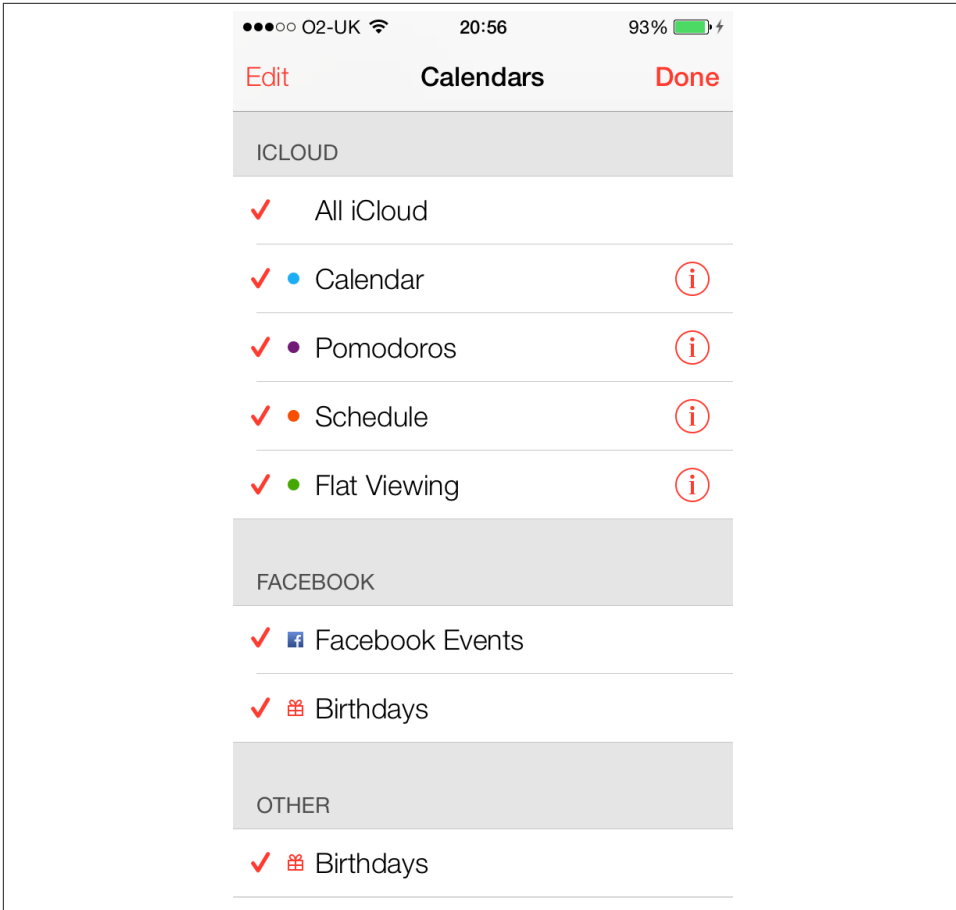 O2-UK 20:56 93%
Edit Calendars Done
ICLOUD
All iCloud
Calendar
Pomodoros
Schedule
Flat Viewing
FACEBOOK
Facebook Events
Birthdays
OTHER
Birthdays